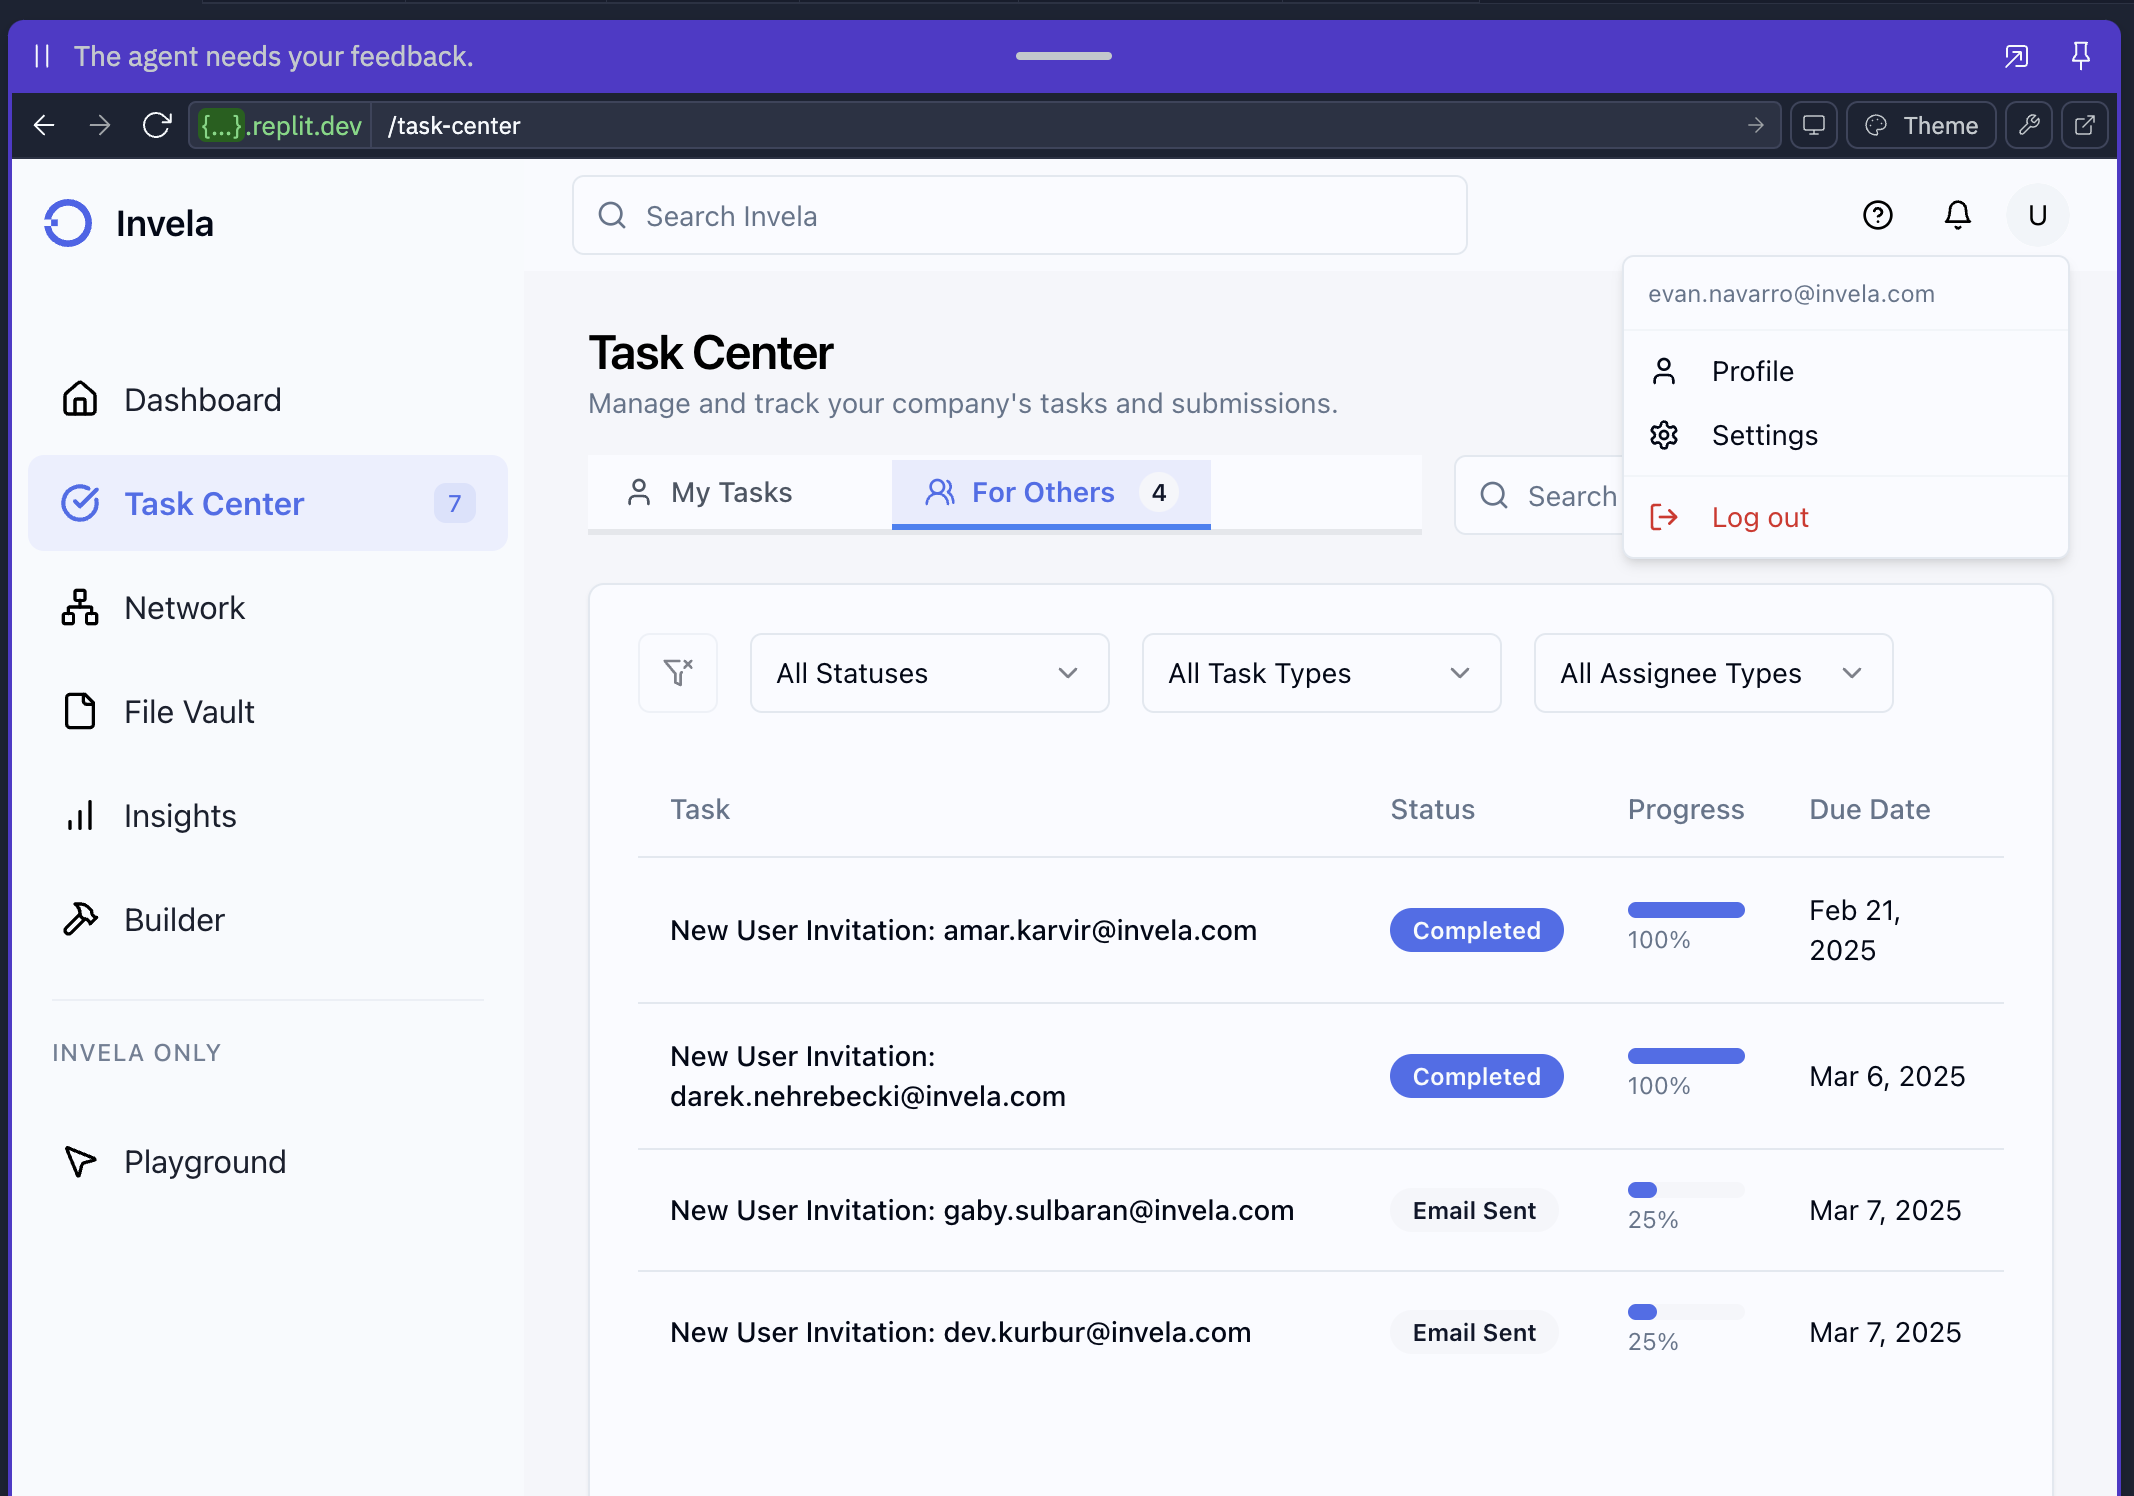 The agent needs your feedback.
{...}.replit.dev /task-center
Theme
Invela
Search Invela
U
evan.navarro@invela.com
Profile
Settings
Log out
Dashboard
Task Center 7
Network
File Vault
Insights
Builder
INVELA ONLY
Playground
Task Center
Manage and track your company's tasks and submissions.
My Tasks
For Others 4
Search
All Statuses
All Task Types
All Assignee Types
Task Status Progress Due Date
New User Invitation: amar.karvir@invela.com Completed 100% Feb 21,
2025
New User Invitation:
darek.nehrebecki@invela.com Completed 100% Mar 6, 2025
New User Invitation: gaby.sulbaran@invela.com Email Sent 25% Mar 7, 2025
New User Invitation: dev.kurbur@invela.com Email Sent 25% Mar 7, 2025